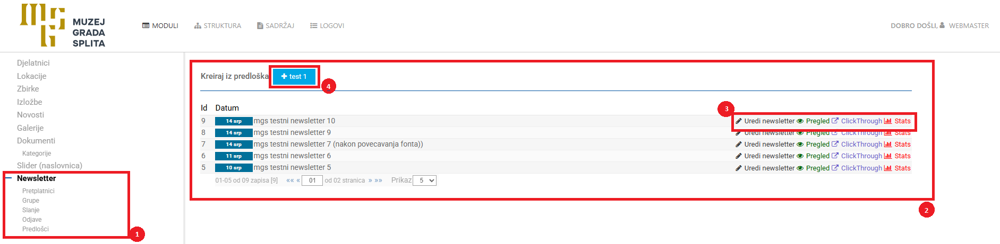 MUZEJ
GRADA
SPLITA
MODULI STRUKTURA SADRŽAJ LOGOVI
DOBRO DOŠLI, WEBMASTER
Djelatnici
Lokacije
Zbirke
Izložbe
Novosti
Galerije
Dokumenti
Kategorije
Slider (naslovnica)
Newsletter
Pretplatnici
Grupe
Slanje
Odjave
Predlošci
1
Kreiraj iz predloška + test 1
4
Id Datum
3
9 14 srp mgs testni newsletter 10 Uredi newsletter Pregled ClickThrough Stats
8 14 srp mgs testni newsletter 9 Uredi newsletter Pregled ClickThrough Stats
7 14 srp mgs testni newsletter 7 (nakon povecavanja fonta)) Uredi newsletter Pregled ClickThrough Stats
6 11 srp mgs testni newsletter 6 Uredi newsletter Pregled ClickThrough Stats
5 10 srp mgs testni newsletter 5 Uredi newsletter Pregled ClickThrough Stats
01-05 od 09 zapisa [9] «« « 01 od 02 stranica » »» Prikaz 5
2